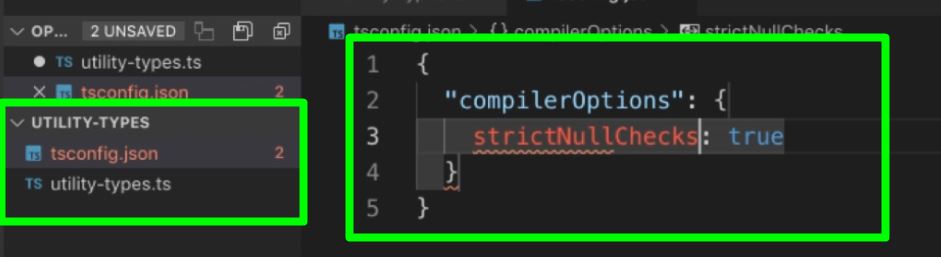 OP... 2 UNSAVED
TS utility-types.ts
tsconfig.json 2
UTILITY-TYPES
TS tsconfig.json 2
TS utility-types.ts
TS tsconfig.json > {} compilerOptions > strictNullChecks
1 {
2 "compilerOptions": {
3 strictNullChecks: true
4 }
5 }